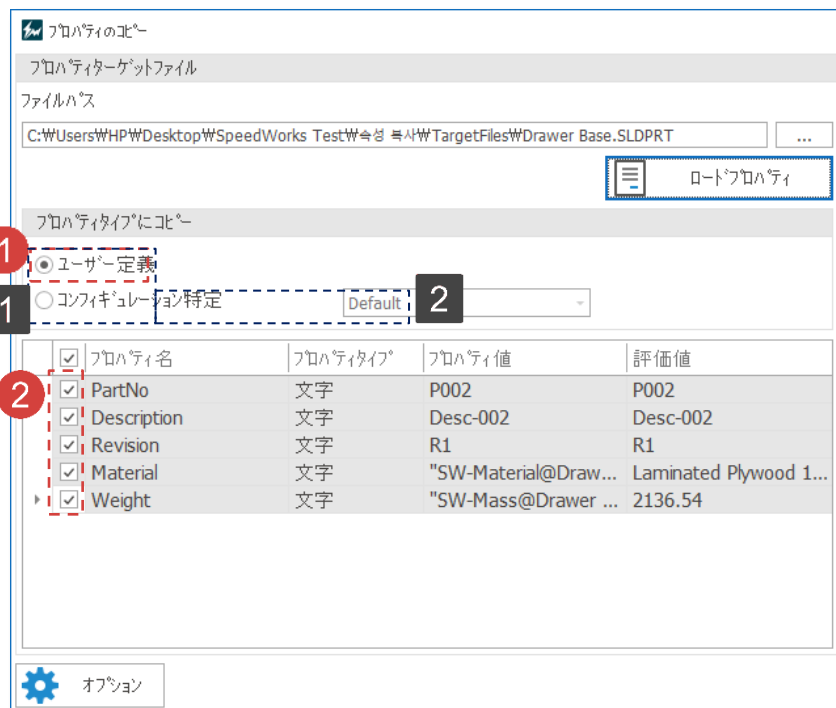 プロパティのコピー
プロパティターゲットファイル
ファイルパス
C:₩Users₩HP₩Desktop₩SpeedWorks Test₩속성 복사₩TargetFiles₩Drawer Base.SLDPRT ...
ロードプロパティ
プロパティタイプにコピー
1 ユーザー定義
1 コンフィギュレーション特定 Default 2
プロパティ名 プロパティタイプ プロパティ値 評価値
2 PartNo 文字 P002 P002
Description 文字 Desc-002 Desc-002
Revision 文字 R1 R1
Material 文字 "SW-Material@Draw... Laminated Plywood 1...
Weight 文字 "SW-Mass@Drawer ... 2136.54
オプション